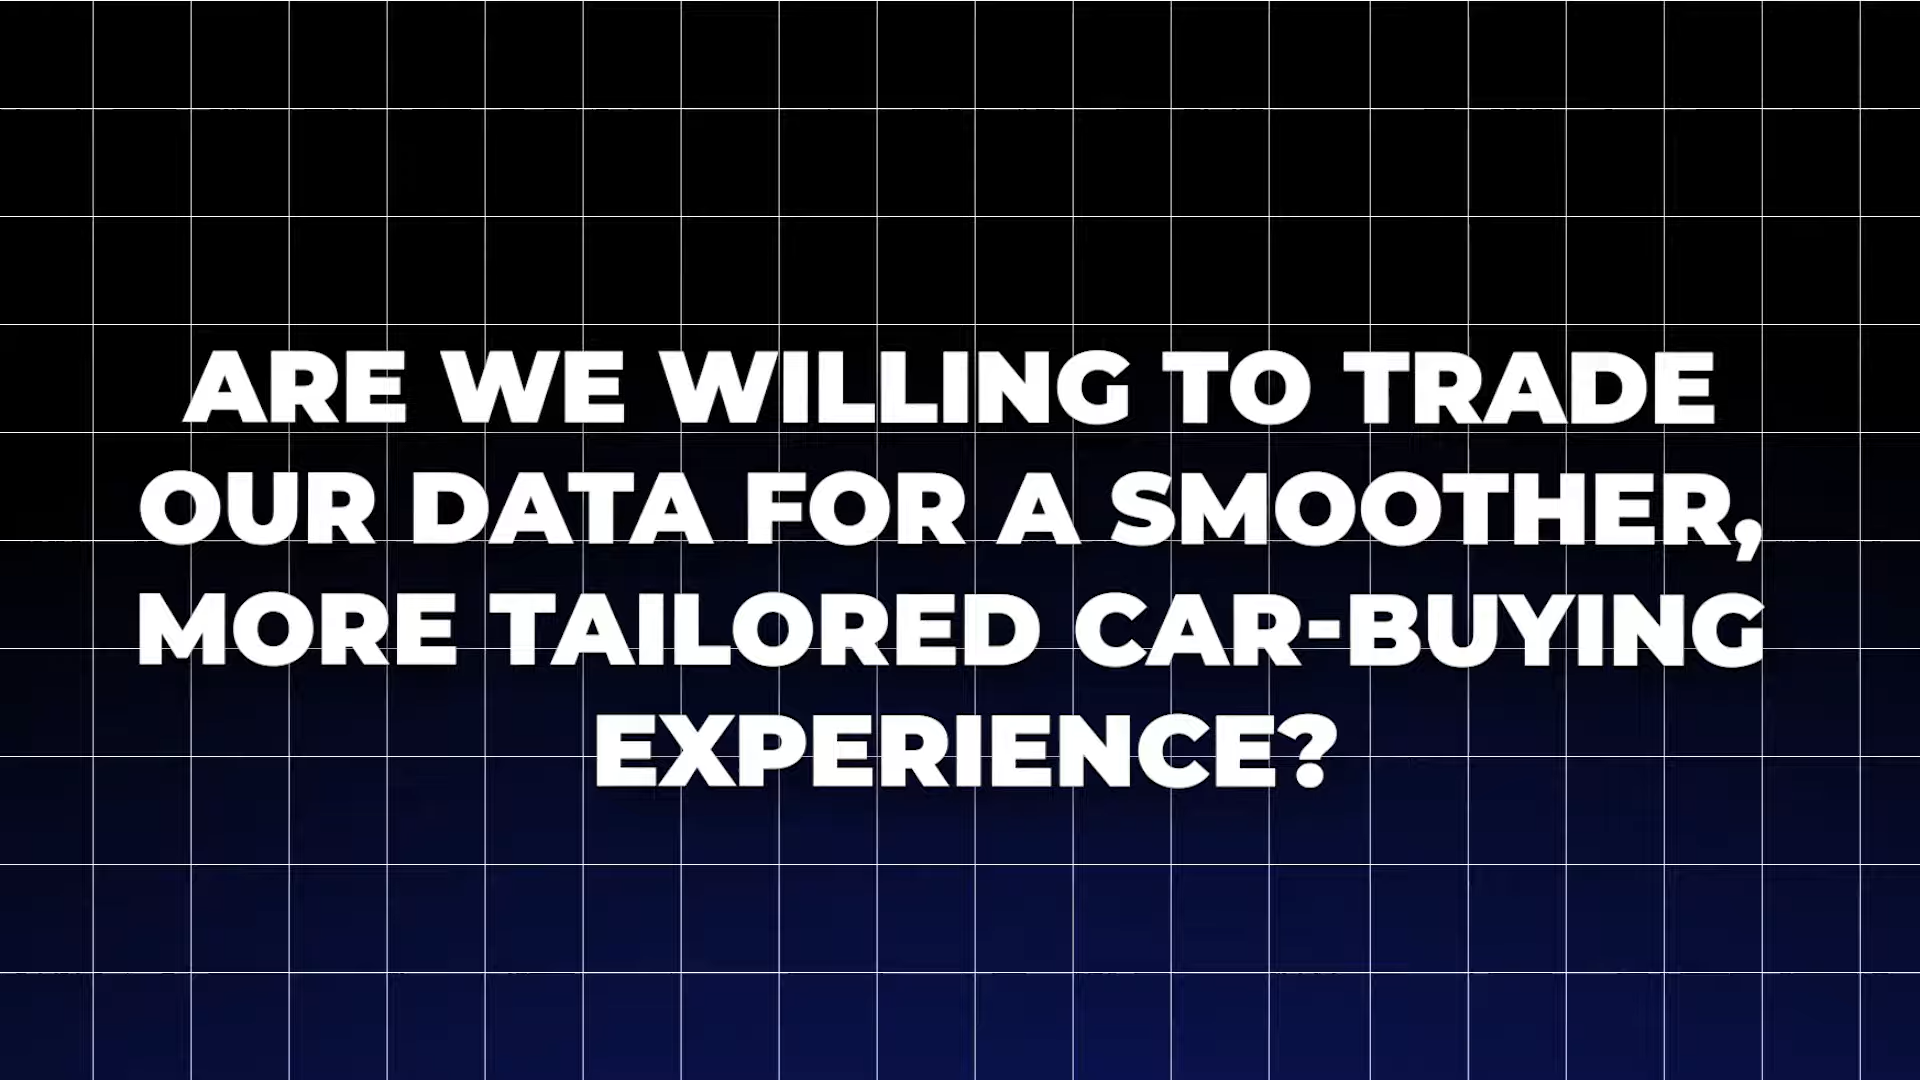 ARE WE WILLING TO TRADE
OUR DATA FOR A SMOOTHER,
MORE TAILORED CAR-BUYING
EXPERIENCE?